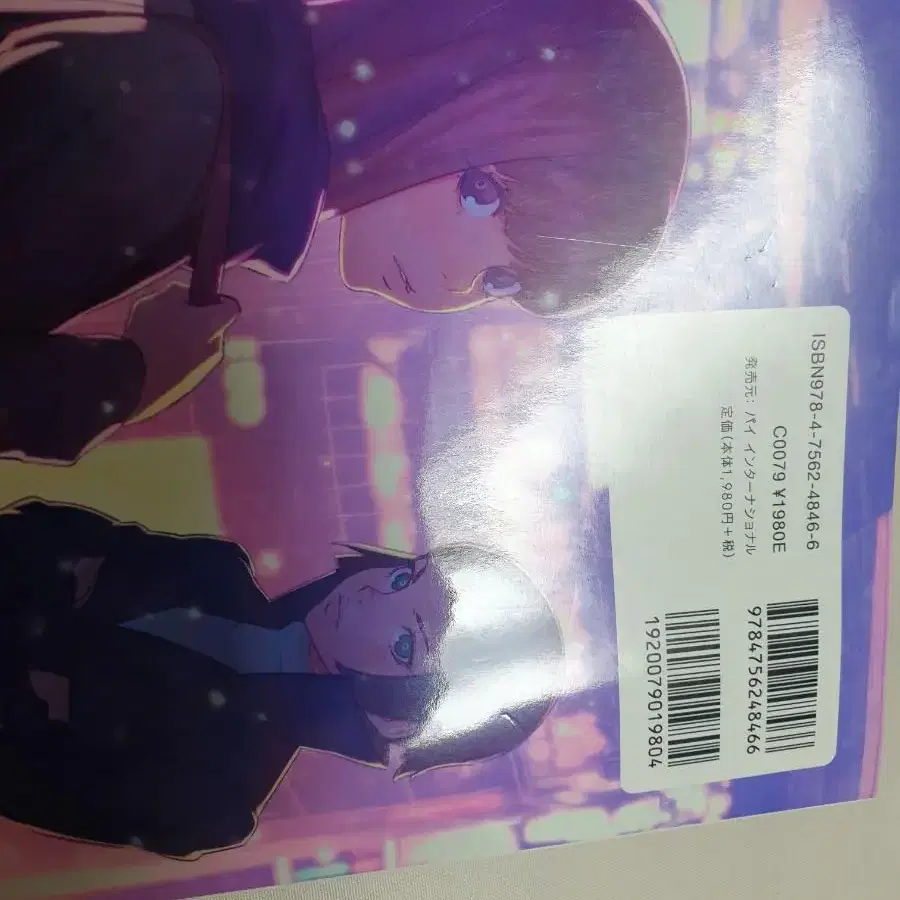 ISBN978-4-7562-4846-6
C0079 ¥1980E
発売元: パイ インターナショナル
定価(本体1,980円+税)
9784756248466
1920079019804